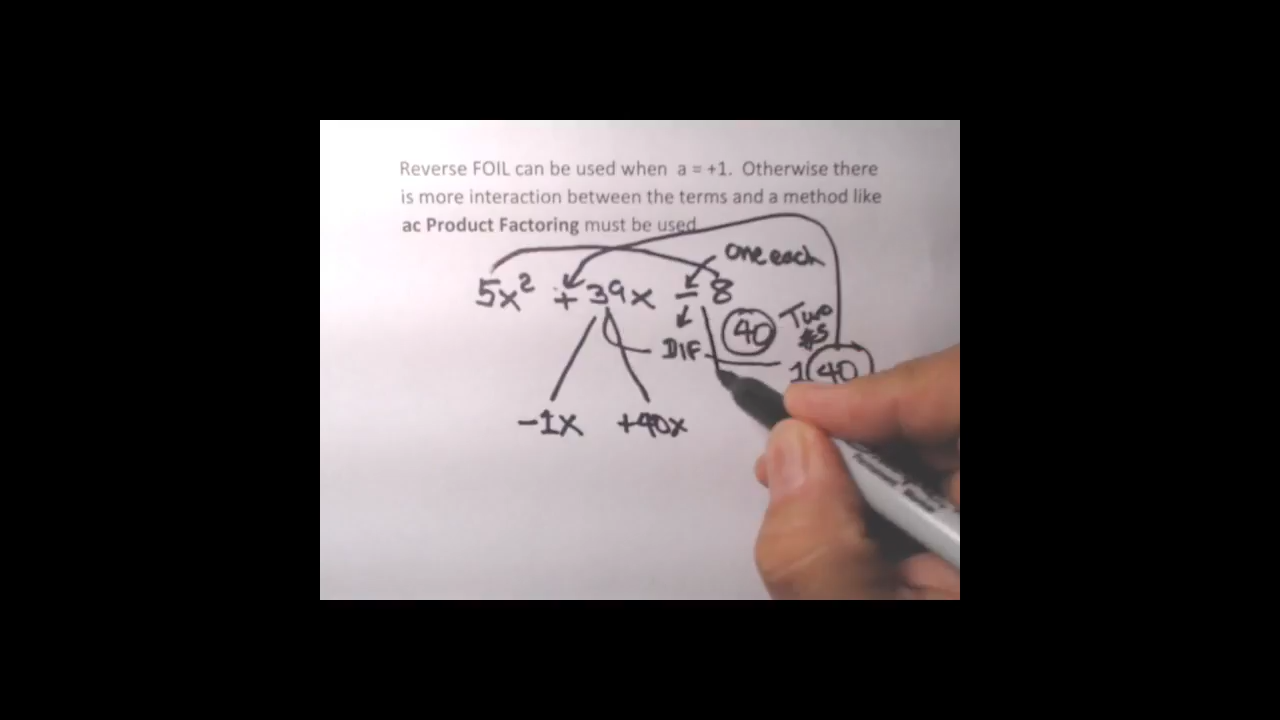 Reverse FOIL can be used when a = +1. Otherwise there
is more interaction between the terms and a method like
ac Product Factoring must be used
one each
5x² + 39x - 8
40
Two
#s
DIF
1 40
-1x +40x